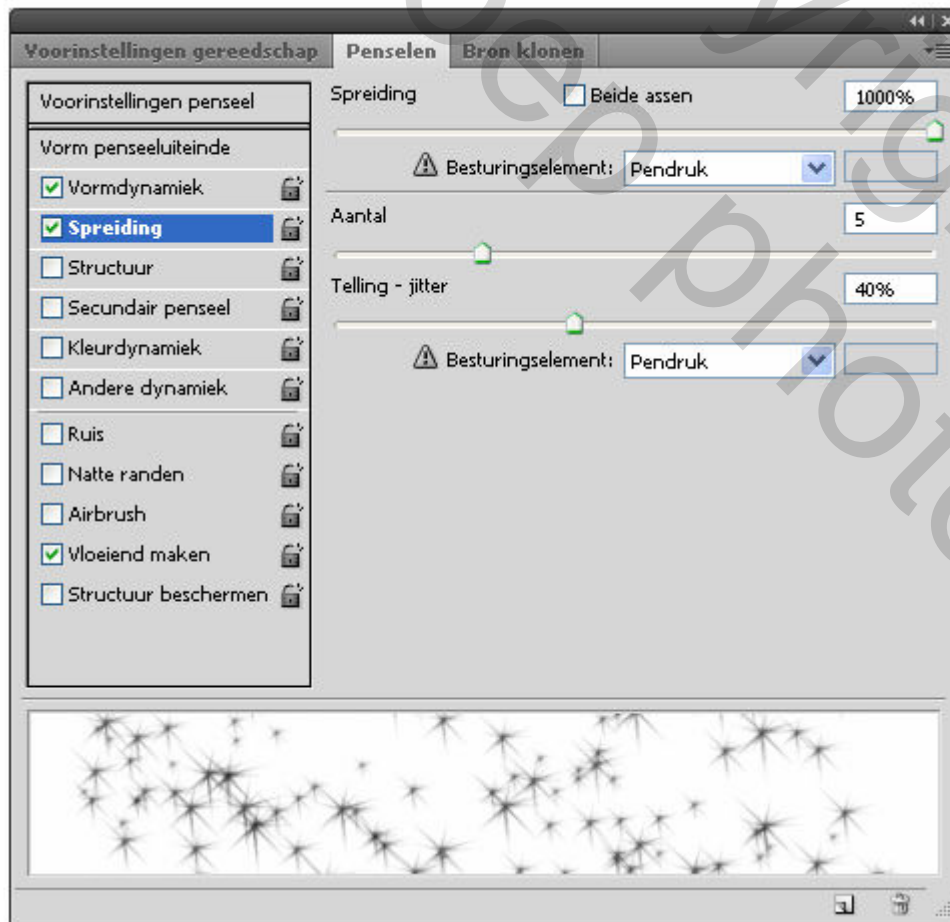 Voorinstellingen gereedschap Penselen Bron klonen
Voorinstellingen penseel
Vorm penseeluiteinde
Vormdynamiek
Spreiding
Structuur
Secundair penseel
Kleurdynamiek
Andere dynamiek
Ruis
Natte randen
Airbrush
Vloeiend maken
Structuur beschermen
Spreiding Beide assen 1000%
Besturingselement: Pendruk
Aantal 5
Telling - jitter 40%
Besturingselement: Pendruk